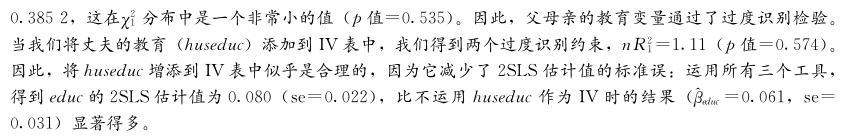 0.385 2，这在χ²₁分布中是一个非常小的值（p 值=0.535）。因此，父母亲的教育变量通过了过度识别检验。
当我们将丈夫的教育（huseduc）添加到 IV 表中，我们得到两个过度识别约束，nR²₁=1.11（p 值=0.574）。
因此，将 huseduc 增添到 IV 表中似乎是合理的，因为它减少了 2SLS 估计值的标准误：运用所有三个工具，
得到 educ 的 2SLS 估计值为 0.080（se=0.022），比不运用 huseduc 作为 IV 时的结果（β̂educ=0.061，se=
0.031）显著得多。